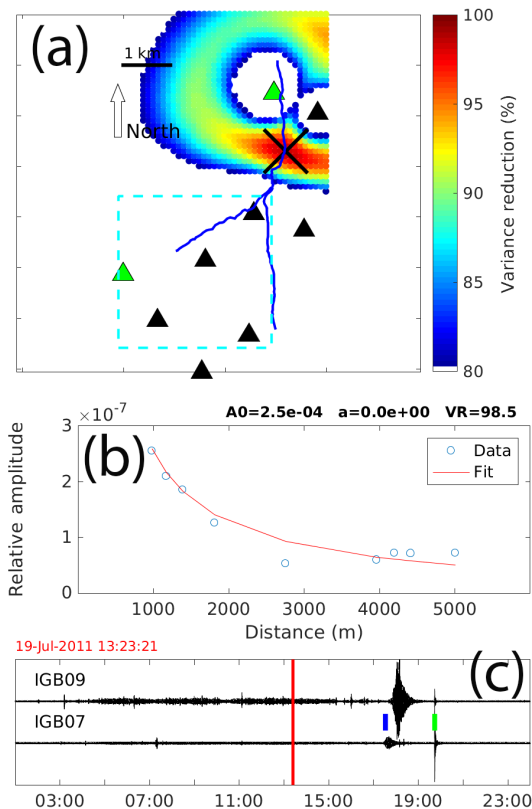 (a)
1 km
North
100
95
90
85
80
Variance reduction (%)
×10⁻⁷
A0=2.5e-04 a=0.0e+00 VR=98.5
(b)
Data
Fit
3
2
1
0
Relative amplitude
1000 2000 3000 4000 5000
Distance (m)
19-Jul-2011 13:23:21
(c)
IGB09
IGB07
03:00 07:00 11:00 15:00 19:00 23:00